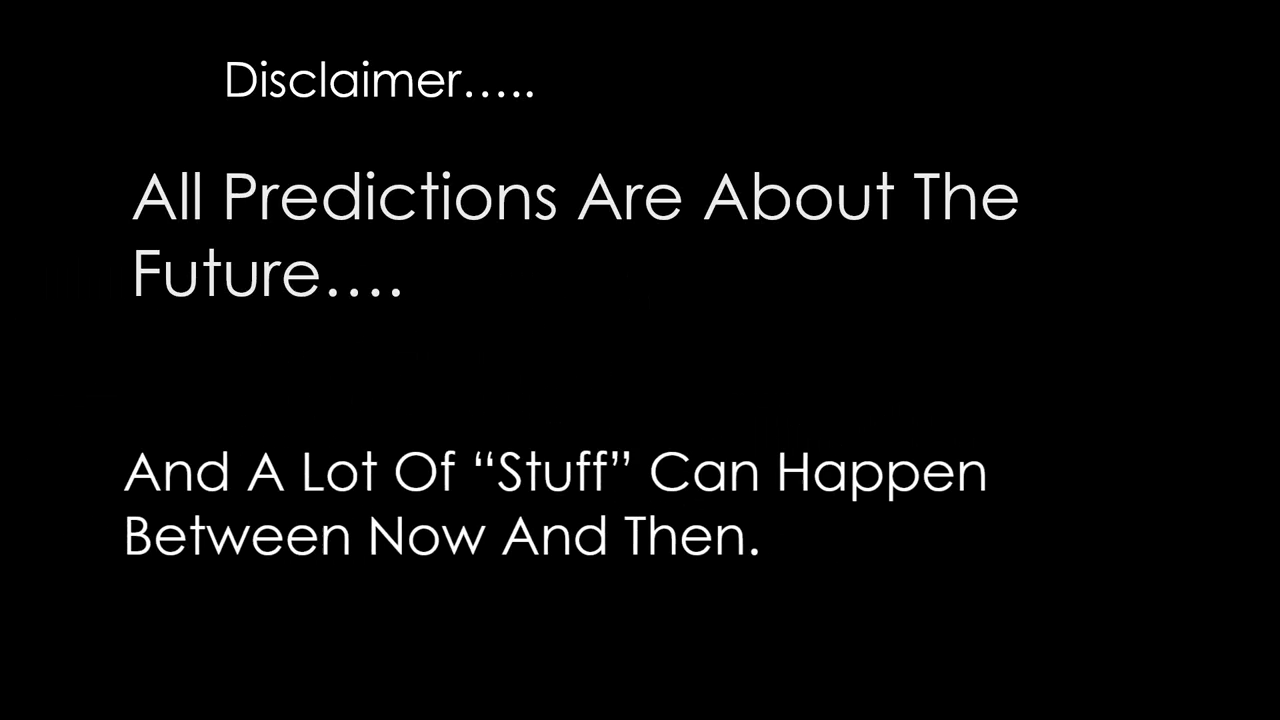 Disclaimer.....
All Predictions Are About The
Future....
And A Lot Of “Stuff” Can Happen
Between Now And Then.